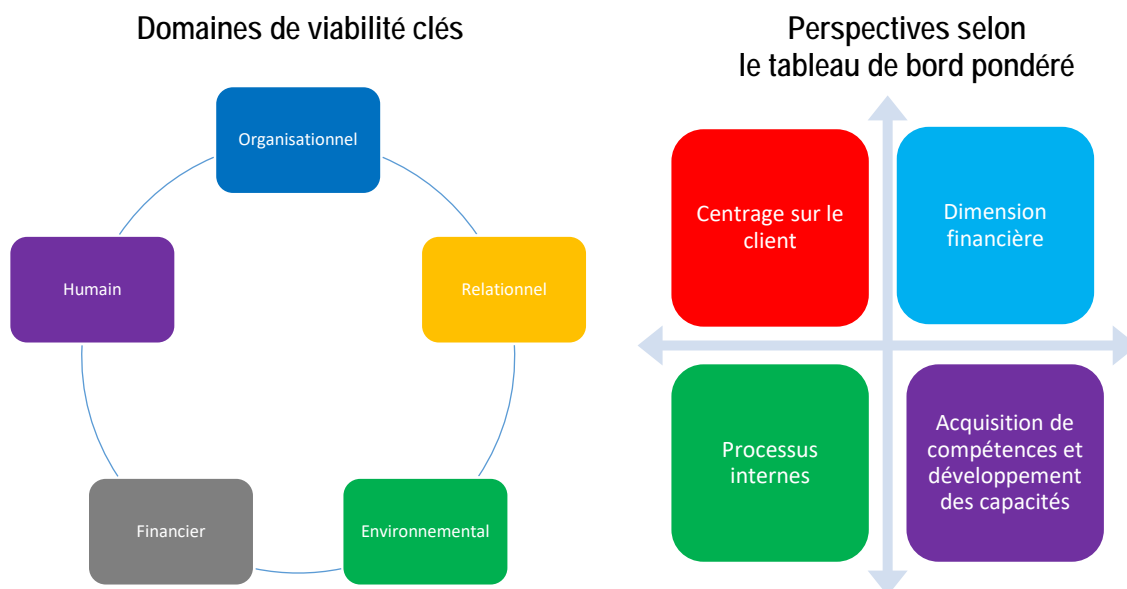 Domaines de viabilité clés
Organisationnel
Humain
Relationnel
Financier
Environnemental
Perspectives selon
le tableau de bord pondéré
Centrage sur le
client
Dimension
financière
Processus
internes
Acquisition de
compétences et
développement
des capacités